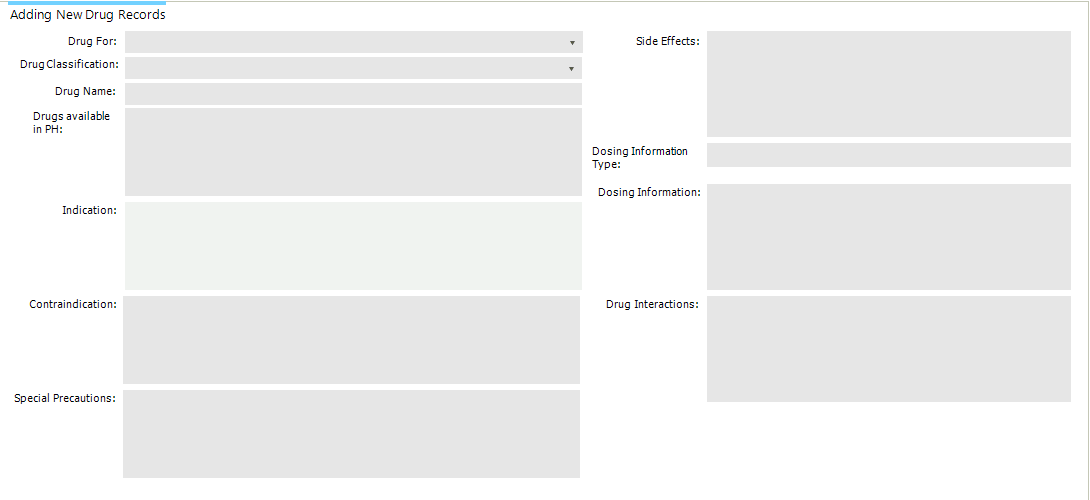 Adding New Drug Records
Drug For:
Drug Classification:
Drug Name:
Drugs available
in PH:
Indication:
Contraindication:
Special Precautions:
Side Effects:
Dosing Information
Type:
Dosing Information:
Drug Interactions: